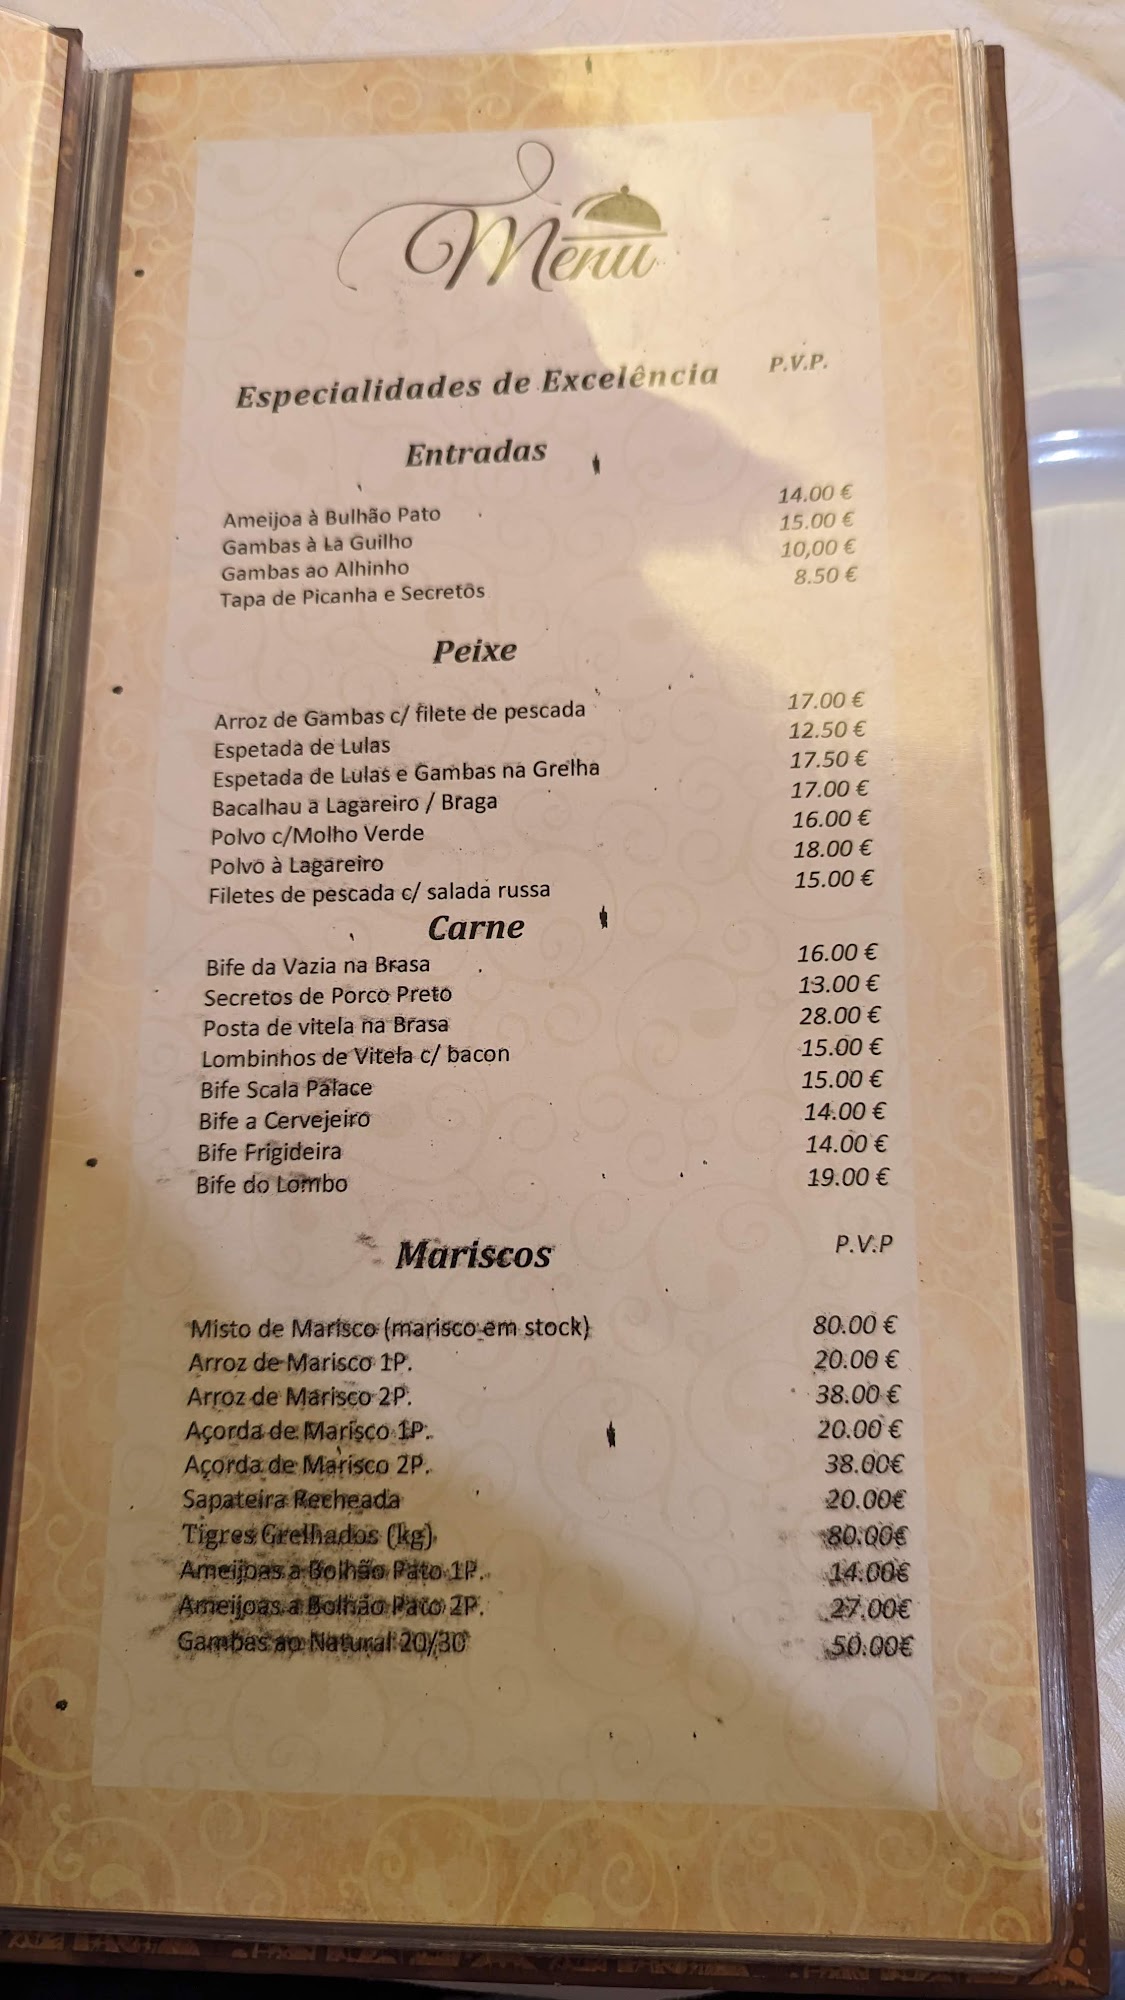 Menu
Especialidades de Excelência P.V.P.
Entradas
Ameijoa à Bulhão Pato 14.00 €
Gambas à La Guilho 15.00 €
Gambas ao Alhinho 10,00 €
Tapa de Picanha e Secretos 8.50 €
Peixe
Arroz de Gambas c/ filete de pescada 17.00 €
Espetada de Lulas 12.50 €
Espetada de Lulas e Gambas na Grelha 17.50 €
Bacalhau a Lagareiro / Braga 17.00 €
Polvo c/Molho Verde 16.00 €
Polvo à Lagareiro 18.00 €
Filetes de pescada c/ salada russa 15.00 €
Carne
Bife da Vazia na Brasa 16.00 €
Secretos de Porco Preto 13.00 €
Posta de vitela na Brasa 28.00 €
Lombinhos de Vitela c/ bacon 15.00 €
Bife Scala Palace 15.00 €
Bife a Cervejeiro 14.00 €
Bife Frigideira 14.00 €
Bife do Lombo 19.00 €
Mariscos P.V.P
Misto de Marisco (marisco em stock) 80.00 €
Arroz de Marisco 1P. 20.00 €
Arroz de Marisco 2P. 38.00 €
Açorda de Marisco 1P. 20.00 €
Açorda de Marisco 2P. 38.00€
Sapateira Recheada 20.00€
Tigres Grelhados (kg) 80.00€
Ameijoas a Bolhão Pato 1P. 14.00€
Ameijoas a Bolhão Pato 2P. 27.00€
Gambas ao Natural 20/30 50.00€